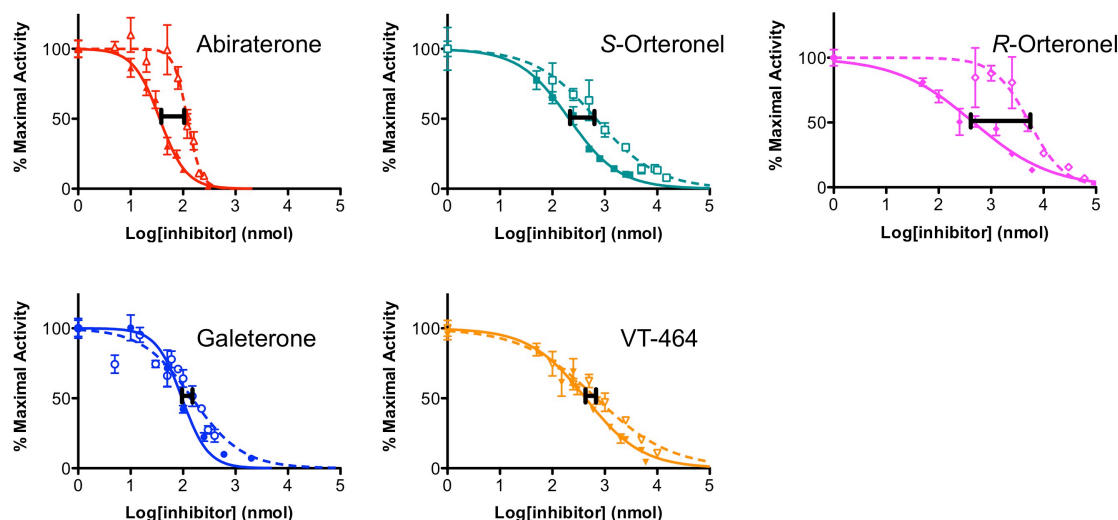 Abiraterone
% Maximal Activity
100
50
0
0 1 2 3 4 5
Log[inhibitor] (nmol)
S-Orteronel
% Maximal Activity
100
50
0
0 1 2 3 4 5
Log[inhibitor] (nmol)
R-Orteronel
% Maximal Activity
100
50
0
0 1 2 3 4 5
Log[inhibitor] (nmol)
Galeterone
% Maximal Activity
100
50
0
0 1 2 3 4 5
Log[inhibitor] (nmol)
VT-464
% Maximal Activity
100
50
0
0 1 2 3 4 5
Log[inhibitor] (nmol)